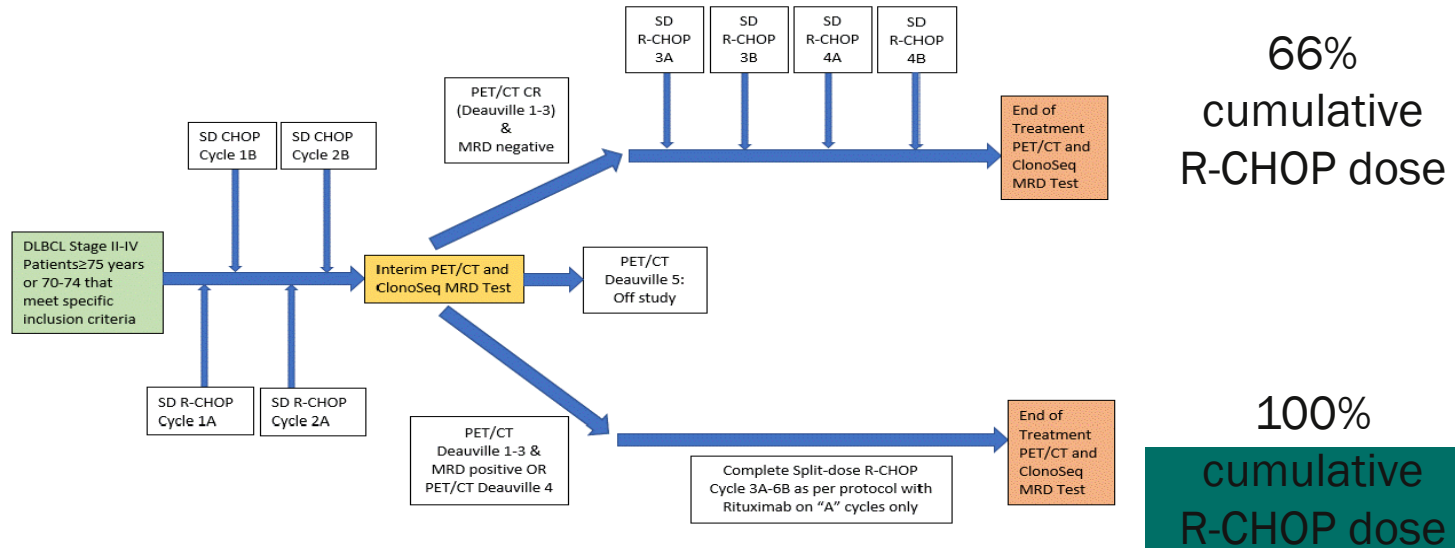 SD
R-CHOP
3A
SD
R-CHOP
3B
SD
R-CHOP
4A
SD
R-CHOP
4B
66%
cumulative
R-CHOP dose
PET/CT CR
(Deauville 1-3)
&
MRD negative
End of
Treatment
PET/CT and
ClonoSeq
MRD Test
SD CHOP
Cycle 1B
SD CHOP
Cycle 2B
DLBCL Stage II-IV
Patients≥75 years
or 70-74 that
meet specific
inclusion criteria
Interim PET/CT and
ClonoSeq MRD Test
PET/CT
Deauville 5:
Off study
SD R-CHOP
Cycle 1A
SD R-CHOP
Cycle 2A
PET/CT
Deauville 1-3 &
MRD positive OR
PET/CT Deauville 4
Complete Split-dose R-CHOP
Cycle 3A-6B as per protocol with
Rituximab on “A” cycles only
End of
Treatment
PET/CT and
ClonoSeq
MRD Test
100%
cumulative
R-CHOP dose